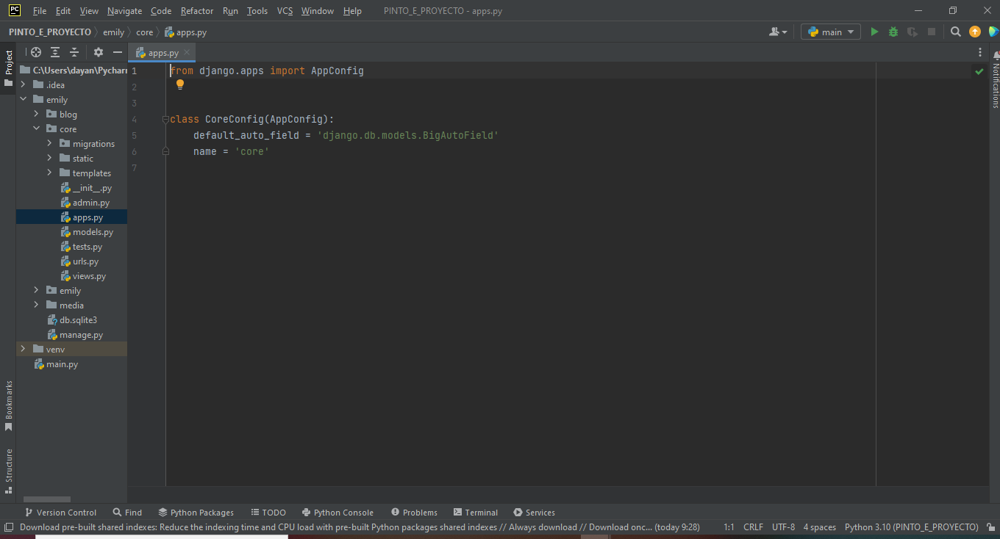 PC File Edit View Navigate Code Refactor Run Tools VCS Window Help PINTO_E_PROYECTO - apps.py
PINTO_E_PROYECTO emily core apps.py main
Project
apps.py
C:\Users\dayan\Pycharm
.idea
emily
blog
core
migrations
static
templates
__init__.py
admin.py
apps.py
models.py
tests.py
urls.py
views.py
emily
media
db.sqlite3
manage.py
venv
main.py
1 from django.apps import AppConfig
2
3
4 class CoreConfig(AppConfig):
5     default_auto_field = 'django.db.models.BigAutoField'
6     name = 'core'
7
Notifications
Bookmarks
Structure
Version Control Find Python Packages TODO Python Console Problems Terminal Services
Download pre-built shared indexes: Reduce the indexing time and CPU load with pre-built Python packages shared indexes // Always download // Download onc... (today 9:28) 1:1 CRLF UTF-8 4 spaces Python 3.10 (PINTO_E_PROYECTO)